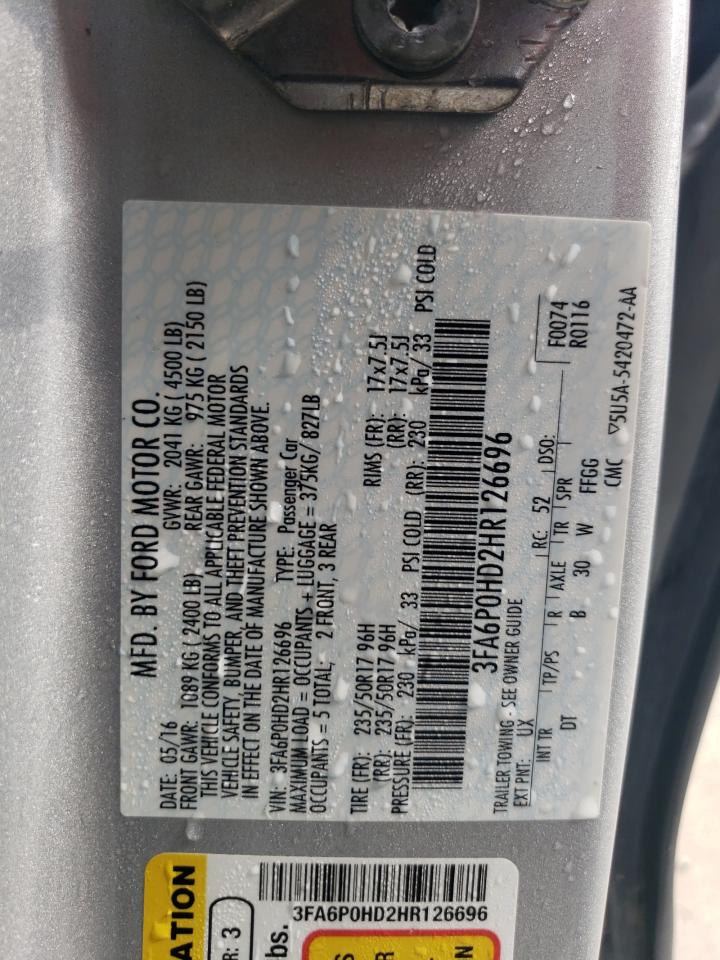 MFD. BY FORD MOTOR CO.
DATE: 05/16 GVWR: 2041 KG ( 4500 LB)
FRONT GAWR: 1089 KG ( 2400 LB) REAR GAWR: 975 KG ( 2150 LB)
THIS VEHICLE CONFORMS TO ALL APPLICABLE FEDERAL MOTOR
VEHICLE SAFETY, BUMPER, AND THEFT PREVENTION STANDARDS
IN EFFECT ON THE DATE OF MANUFACTURE SHOWN ABOVE.
VIN: 3FA6P0HD2HR126696 TYPE: Passenger Car
MAXIMUM LOAD = OCCUPANTS + LUGGAGE = 375KG/ 827LB
OCCUPANTS = 5 TOTAL; 2 FRONT, 3 REAR
TIRE (FR): 235/50R17 96H RIMS (FR): 17x7.5J
(RR): 235/50R17 96H (RR): 17x7.5J
PRESSURE (FR): 230 kPa/ 33 PSI COLD (RR): 230 kPa/ 33 PSI COLD
3FA6P0HD2HR126696
TRAILER TOWING - SEE OWNER GUIDE
EXT PNT: UX RC: 52 DSO: F0074
INT TR TP/PS R AXLE TR SPR R0116
DT B 30 W FFGG
CMC ▽5U5A-5420472-AA
3FA6P0HD2HR126696
ATION
R: 3
bs.
S
N